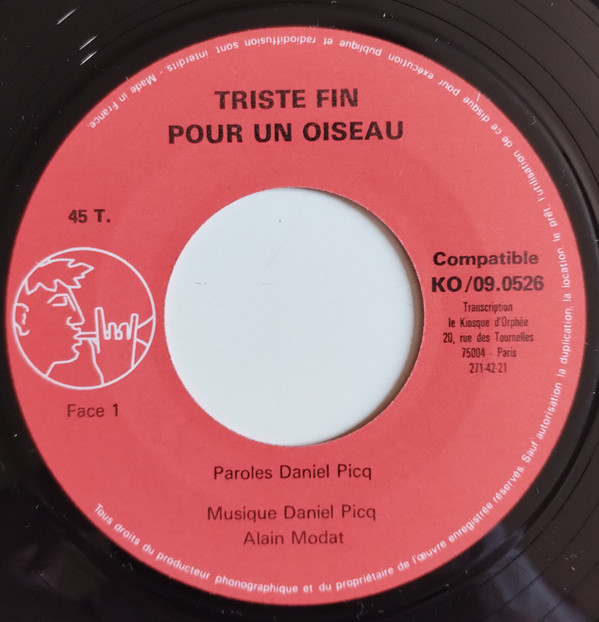 TRISTE FIN
POUR UN OISEAU
45 T.
Compatible
KO/09.0526
Transcription
le Kiosque d'Orphée
20, rue des Tournelles
75004 - Paris
271-42-21
Face 1
Paroles Daniel Picq
Musique Daniel Picq
Alain Modat
Tous droits du producteur phonographique et du propriétaire de l'œuvre enregistrée réservés. Sauf autorisation la duplication, la location, le prêt, l'utilisation de ce disque pour exécution publique et radiodiffusion sont interdits. - Made in France